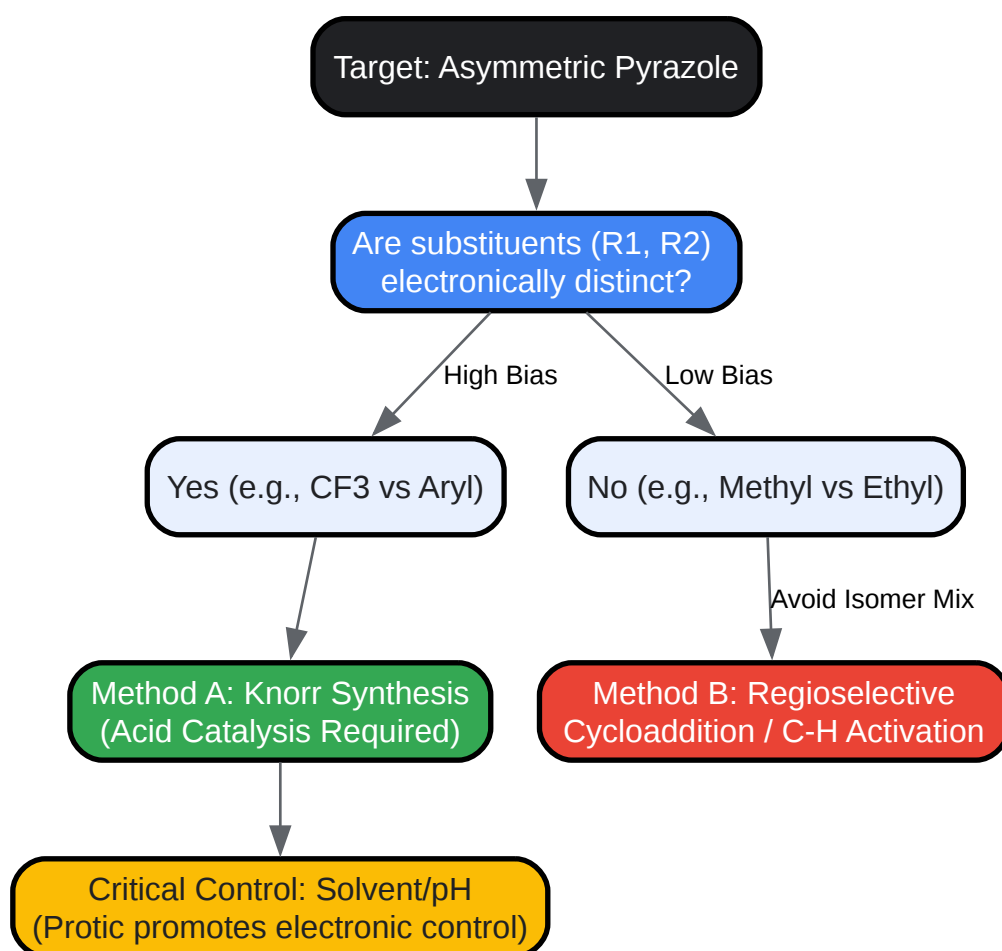 Target: Asymmetric Pyrazole
Are substituents (R1, R2)
electronically distinct?
High Bias
Low Bias
Yes (e.g., CF3 vs Aryl)
No (e.g., Methyl vs Ethyl)
Avoid Isomer Mix
Method A: Knorr Synthesis
(Acid Catalysis Required)
Method B: Regioselective
Cycloaddition / C-H Activation
Critical Control: Solvent/pH
(Protic promotes electronic control)